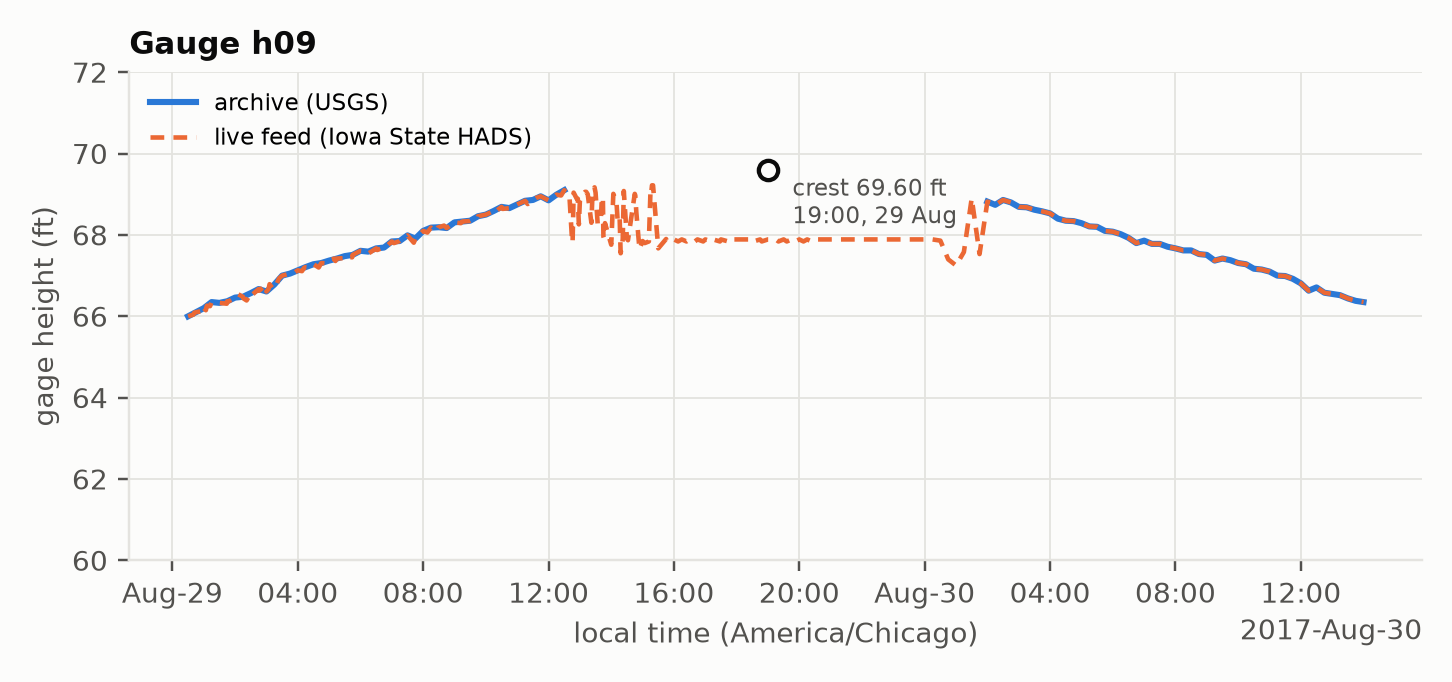 Gauge h09
72
archive (USGS)
live feed (Iowa State HADS)
70
crest 69.60 ft
19:00, 29 Aug
68
66
64
62
60
gage height (ft)
Aug-29 04:00 08:00 12:00 16:00 20:00 Aug-30 04:00 08:00 12:00
local time (America/Chicago)
2017-Aug-30